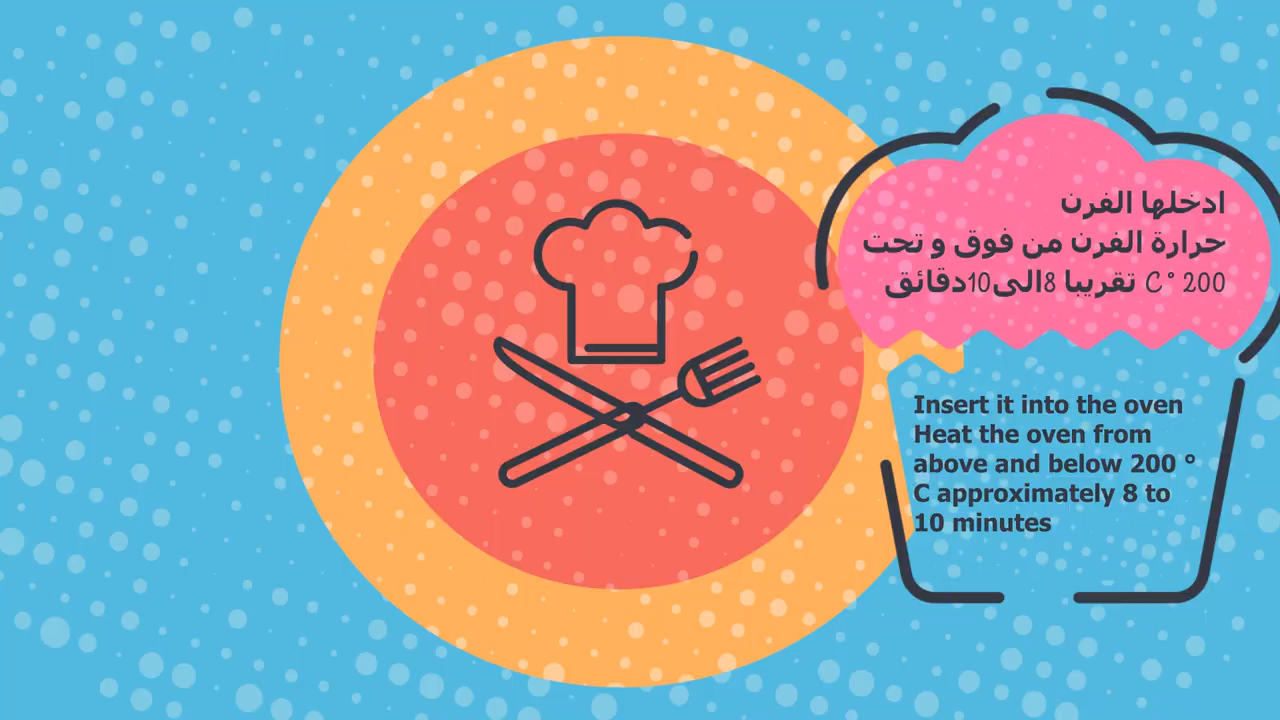 ادخلها الفرن
حرارة الفرن من فوق و تحت
200 ° C تقريبا 8الى10دقائق
Insert it into the oven
Heat the oven from
above and below 200 °
C approximately 8 to
10 minutes